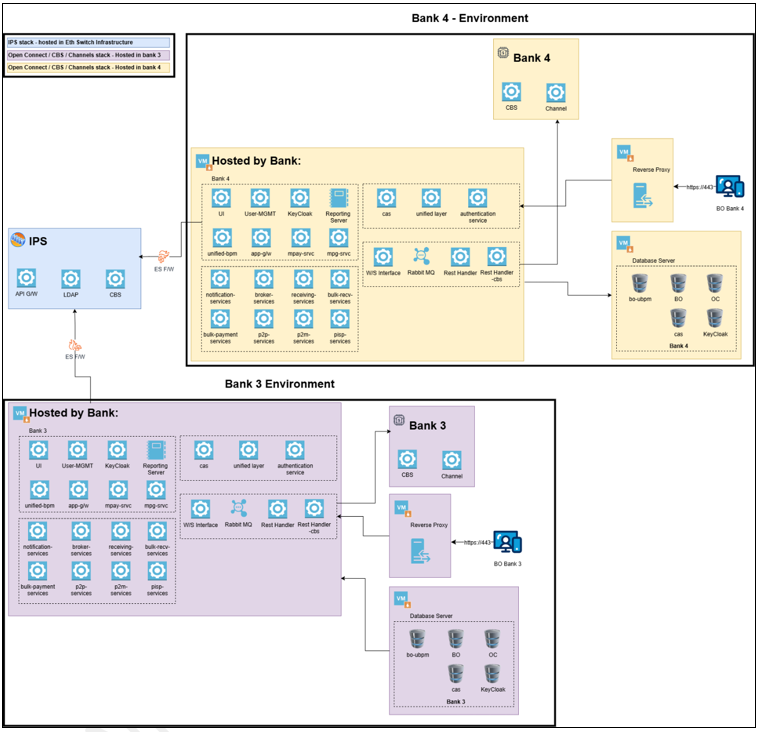 Bank 4 - Environment
IPS stack - hosted in Eth Switch Infrastructure
Open Connect / CBS / Channels stack - Hosted in bank 3
Open Connect / CBS / Channels stack - Hosted in bank 4
Bank 4
CBS
Channel
VM
Hosted by Bank:
Bank 4
UI
User-MGMT
KeyCloak
Reporting
Server
cas
unified layer
authentication
service
unified-bpm
app-g/w
mpay-srvc
mpg-srvc
W/S Interface
Rabbit MQ
Rest Handler
Rest Handler
-cbs
notification-
services
broker-
services
receiving-
services
bulk-recv-
services
bulk-payment
services
p2p-
services
p2m-
services
pisp-
services
VM
Reverse Proxy
https://443
BO Bank 4
VM
Database Server
bo-ubpm
BO
OC
cas
KeyCloak
Bank 4
IPS
API G/W
LDAP
CBS
ES F/W
ES F/W
Bank 3 Environment
VM
Hosted by Bank:
Bank 3
UI
User-MGMT
KeyCloak
Reporting
Server
cas
unified layer
authentication
service
unified-bpm
app-g/w
mpay-srvc
mpg-srvc
W/S Interface
Rabbit MQ
Rest Handler
Rest Handler
-cbs
notification-
services
broker-
services
receiving-
services
bulk-recv-
services
bulk-payment
services
p2p-
services
p2m-
services
pisp-
services
Bank 3
CBS
Channel
VM
Reverse Proxy
https://443
BO Bank 3
VM
Database Server
bo-ubpm
BO
OC
cas
KeyCloak
Bank 3